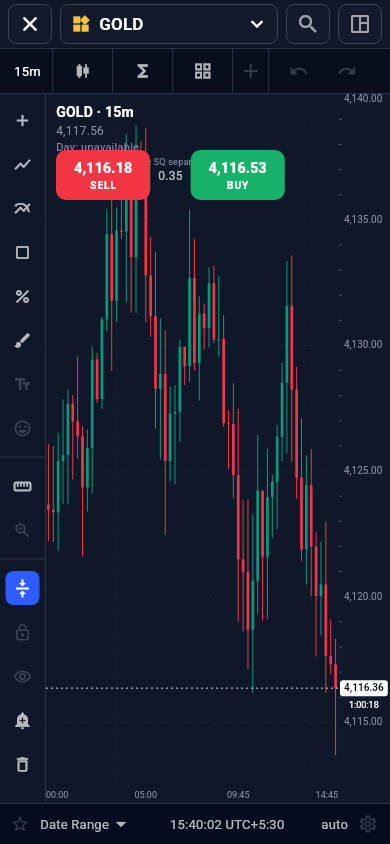 GOLD
15m
Σ
GOLD · 15m
4,117.56
Day: unavailable
4,116.18
SELL
SQ separ
0.35
4,116.53
BUY
4,140.00
4,135.00
4,130.00
4,125.00
4,120.00
4,116.36
1:00:18
4,115.00
Tт
00:00
05:00
09:45
14:45
Date Range
15:40:02 UTC+5:30
auto